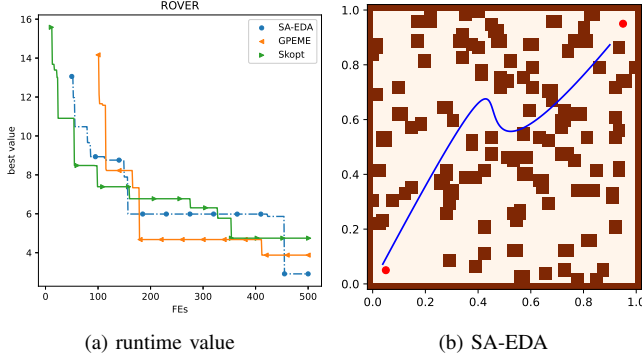 ROVER
best value
16
14
12
10
8
6
4
SA-EDA
GPEME
Skopt
0 100 200 300 400 500
FEs
(a) runtime value
1.0
0.8
0.6
0.4
0.2
0.0
0.0 0.2 0.4 0.6 0.8 1.0
(b) SA-EDA